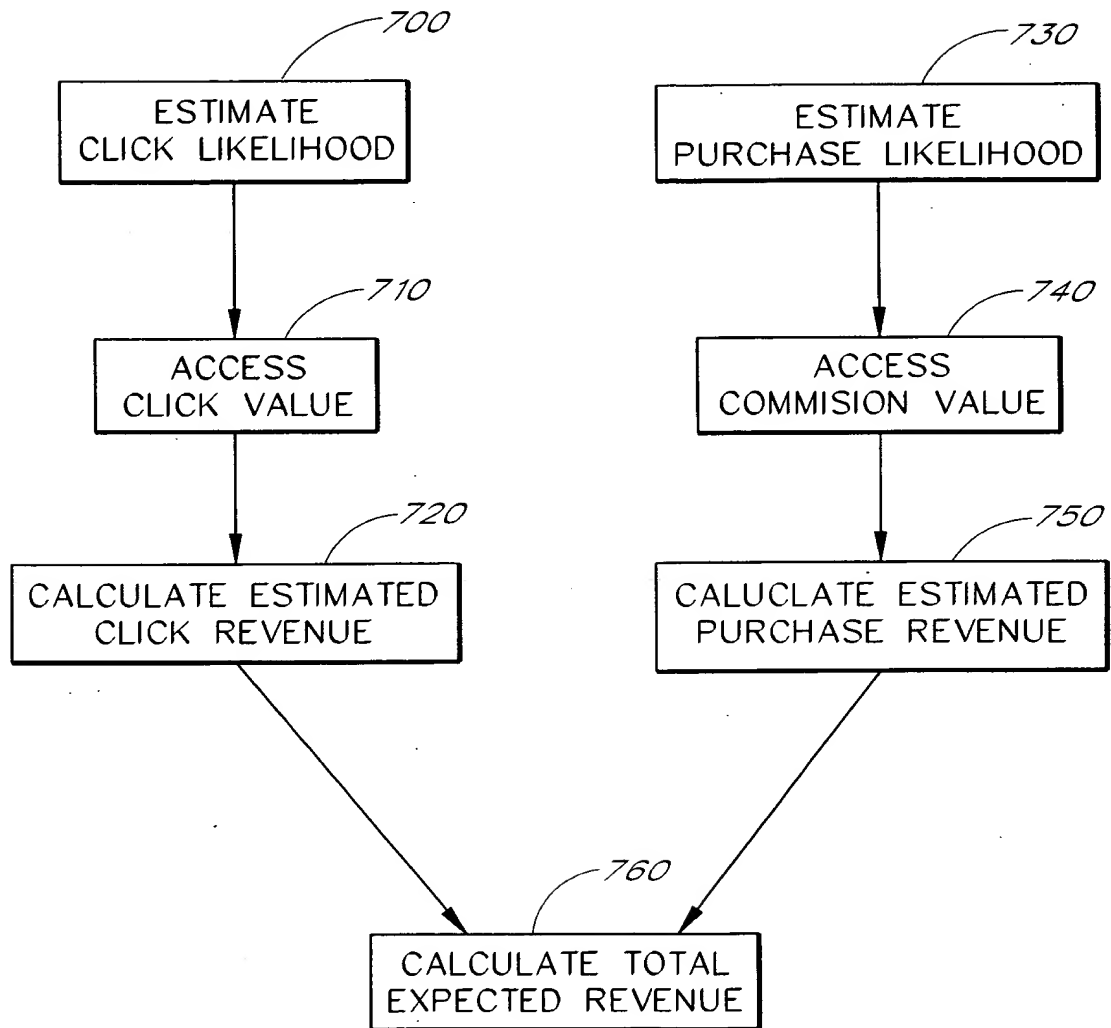 700
ESTIMATE
CLICK LIKELIHOOD
730
ESTIMATE
PURCHASE LIKELIHOOD
710
ACCESS
CLICK VALUE
740
ACCESS
COMMISION VALUE
720
CALCULATE ESTIMATED
CLICK REVENUE
750
CALUCLATE ESTIMATED
PURCHASE REVENUE
760
CALCULATE TOTAL
EXPECTED REVENUE